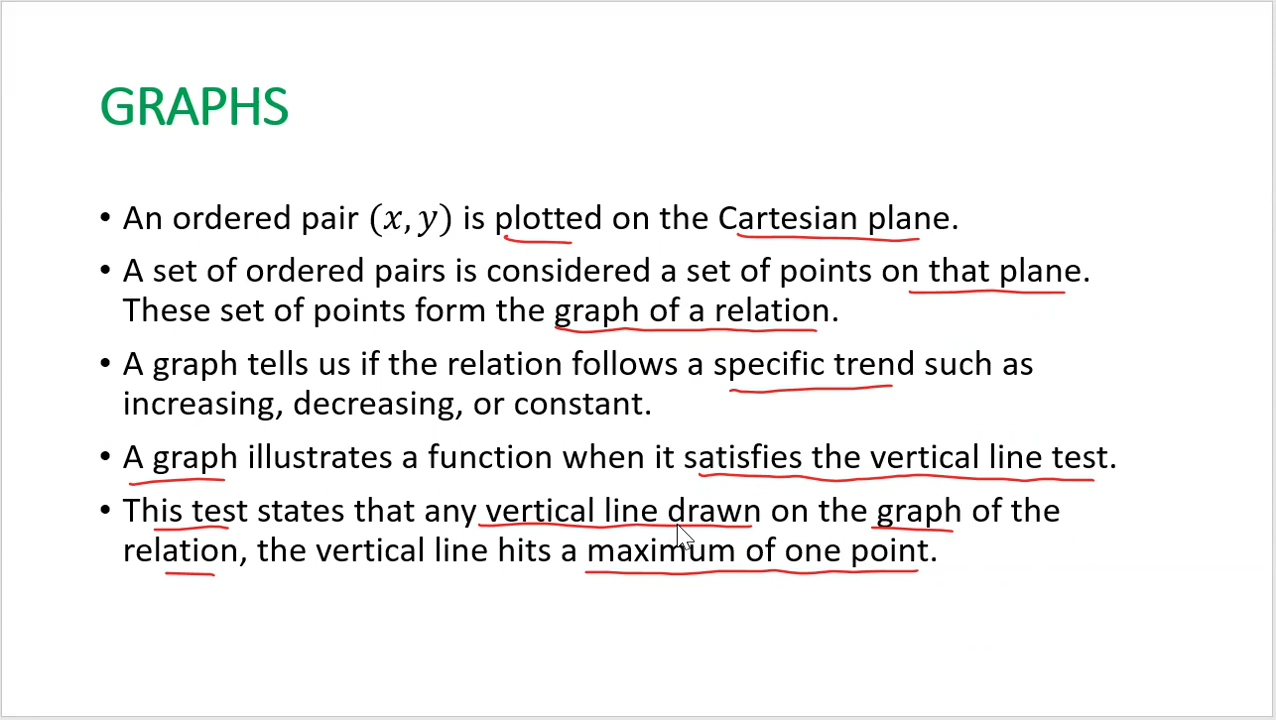 GRAPHS
• An ordered pair (x, y) is plotted on the Cartesian plane.
• A set of ordered pairs is considered a set of points on that plane.
These set of points form the graph of a relation.
• A graph tells us if the relation follows a specific trend such as
increasing, decreasing, or constant.
• A graph illustrates a function when it satisfies the vertical line test.
• This test states that any vertical line drawn on the graph of the
relation, the vertical line hits a maximum of one point.